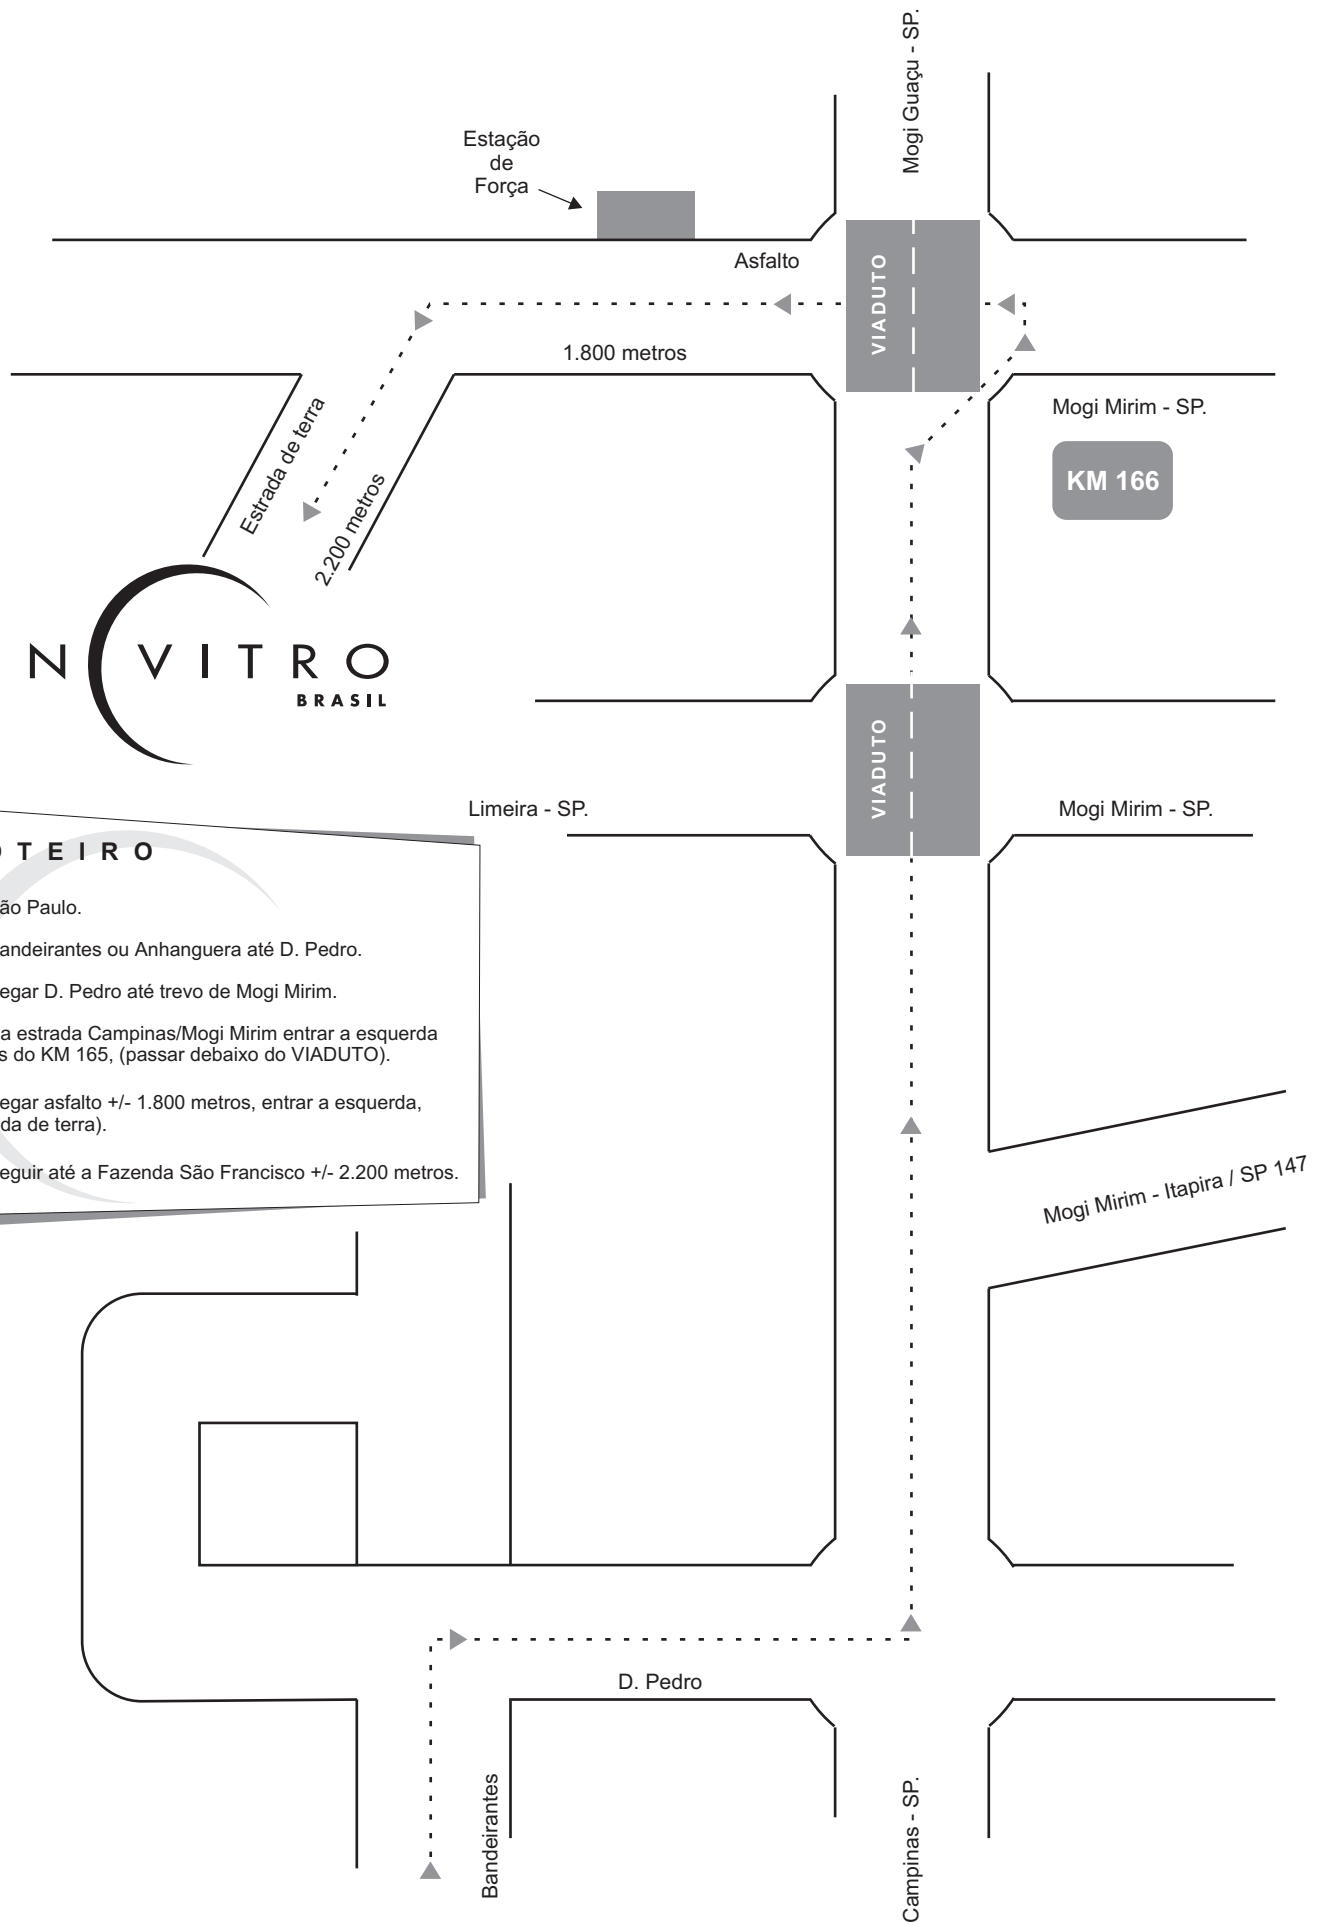 Mogi Guaçu - SP.
Estação
de
Força
Asfalto
VIADUTO
1.800 metros
Mogi Mirim - SP.
KM 166
Estrada de terra
2.200 metros
N VITRO
BRASIL
VIADUTO
Limeira - SP.
Mogi Mirim - SP.
OTEIRO
ão Paulo.
andeirantes ou Anhanguera até D. Pedro.
egar D. Pedro até trevo de Mogi Mirim.
a estrada Campinas/Mogi Mirim entrar a esquerda
s do KM 165, (passar debaixo do VIADUTO).
egar asfalto +/- 1.800 metros, entrar a esquerda,
da de terra).
eguir até a Fazenda São Francisco +/- 2.200 metros.
Mogi Mirim - Itapira / SP 147
D. Pedro
Bandeirantes
Campinas - SP.